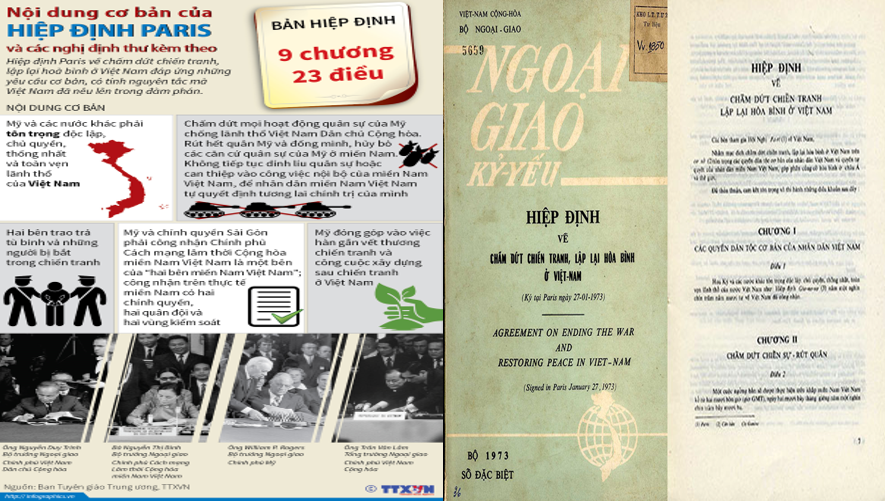 Nội dung cơ bản của
HIỆP ĐỊNH PARIS
và các nghị định thư kèm theo
Hiệp định Paris về chấm dứt chiến tranh,
lập lại hoà bình ở Việt Nam đáp ứng những
yêu cầu cơ bản, có tính nguyên tắc mà
Việt Nam đã nêu lên trong đàm phán.
BẢN HIỆP ĐỊNH
9 chương
23 điều
NỘI DUNG CƠ BẢN
Mỹ và các nước khác phải
tôn trọng độc lập,
chủ quyền,
thống nhất
và toàn vẹn
lãnh thổ
của Việt Nam
Chấm dứt mọi hoạt động quân sự của Mỹ
chống lãnh thổ Việt Nam Dân chủ Cộng hòa.
Rút hết quân Mỹ và đồng minh, hủy bỏ
các căn cứ quân sự của Mỹ ở miền Nam.
Không tiếp tục dính líu quân sự hoặc
can thiệp vào công việc nội bộ của miền Nam
Việt Nam, để nhân dân miền Nam Việt Nam
tự quyết định tương lai chính trị của mình
Hai bên trao trả
tù binh và những
người bị bắt
trong chiến tranh
Mỹ và chính quyền Sài Gòn
phải công nhận Chính phủ
Cách mạng lâm thời Cộng hòa
miền Nam Việt Nam là một bên
của "hai bên miền Nam Việt Nam";
công nhận trên thực tế
miền Nam có hai
chính quyền,
hai quân đội và
hai vùng kiểm soát
Mỹ đóng góp vào việc
hàn gắn vết thương
chiến tranh và
công cuộc xây dựng
sau chiến tranh
ở Việt Nam
Ông Nguyễn Duy Trinh
Bộ trưởng Ngoại giao
Chính phủ Việt Nam
Dân chủ Cộng hòa
Bà Nguyễn Thị Bình
Bộ trưởng Ngoại giao
Chính phủ Cách mạng
Lâm thời Cộng hòa
miền Nam Việt Nam
Ông William P. Rogers
Bộ trưởng Ngoại giao
Chính phủ Mỹ
Ông Trần Văn Lắm
Tổng trưởng Ngoại giao
Chính phủ Việt Nam
Cộng hòa
Nguồn: Ban Tuyên giáo Trung ương, TTXVN
http://infographics.vn
© TTXVN
VIỆT-NAM CỘNG-HÒA
BỘ NGOẠI-GIAO
5659
NGOẠI
GIAO
KỶ-YẾU
HIỆP ĐỊNH
VỀ
CHẤM DỨT CHIẾN TRANH, LẬP LẠI HÒA BÌNH
Ở VIỆT-NAM
(Ký tại Paris ngày 27-01-1973)
AGREEMENT ON ENDING THE WAR
AND
RESTORING PEACE IN VIET-NAM
(Signed in Paris January 27, 1973)
BỘ 1973
SỐ ĐẶC BIỆT
HIỆP ĐỊNH
VỀ
CHẤM DỨT CHIẾN TRANH
LẬP LẠI HÒA BÌNH Ở VIỆT NAM
CHƯƠNG I
CÁC QUYỀN DÂN TỘC CƠ BẢN CỦA NHÂN DÂN VIỆT NAM
Điều 1
CHƯƠNG II
CHẤM DỨT CHIẾN SỰ - RÚT QUÂN
Điều 2